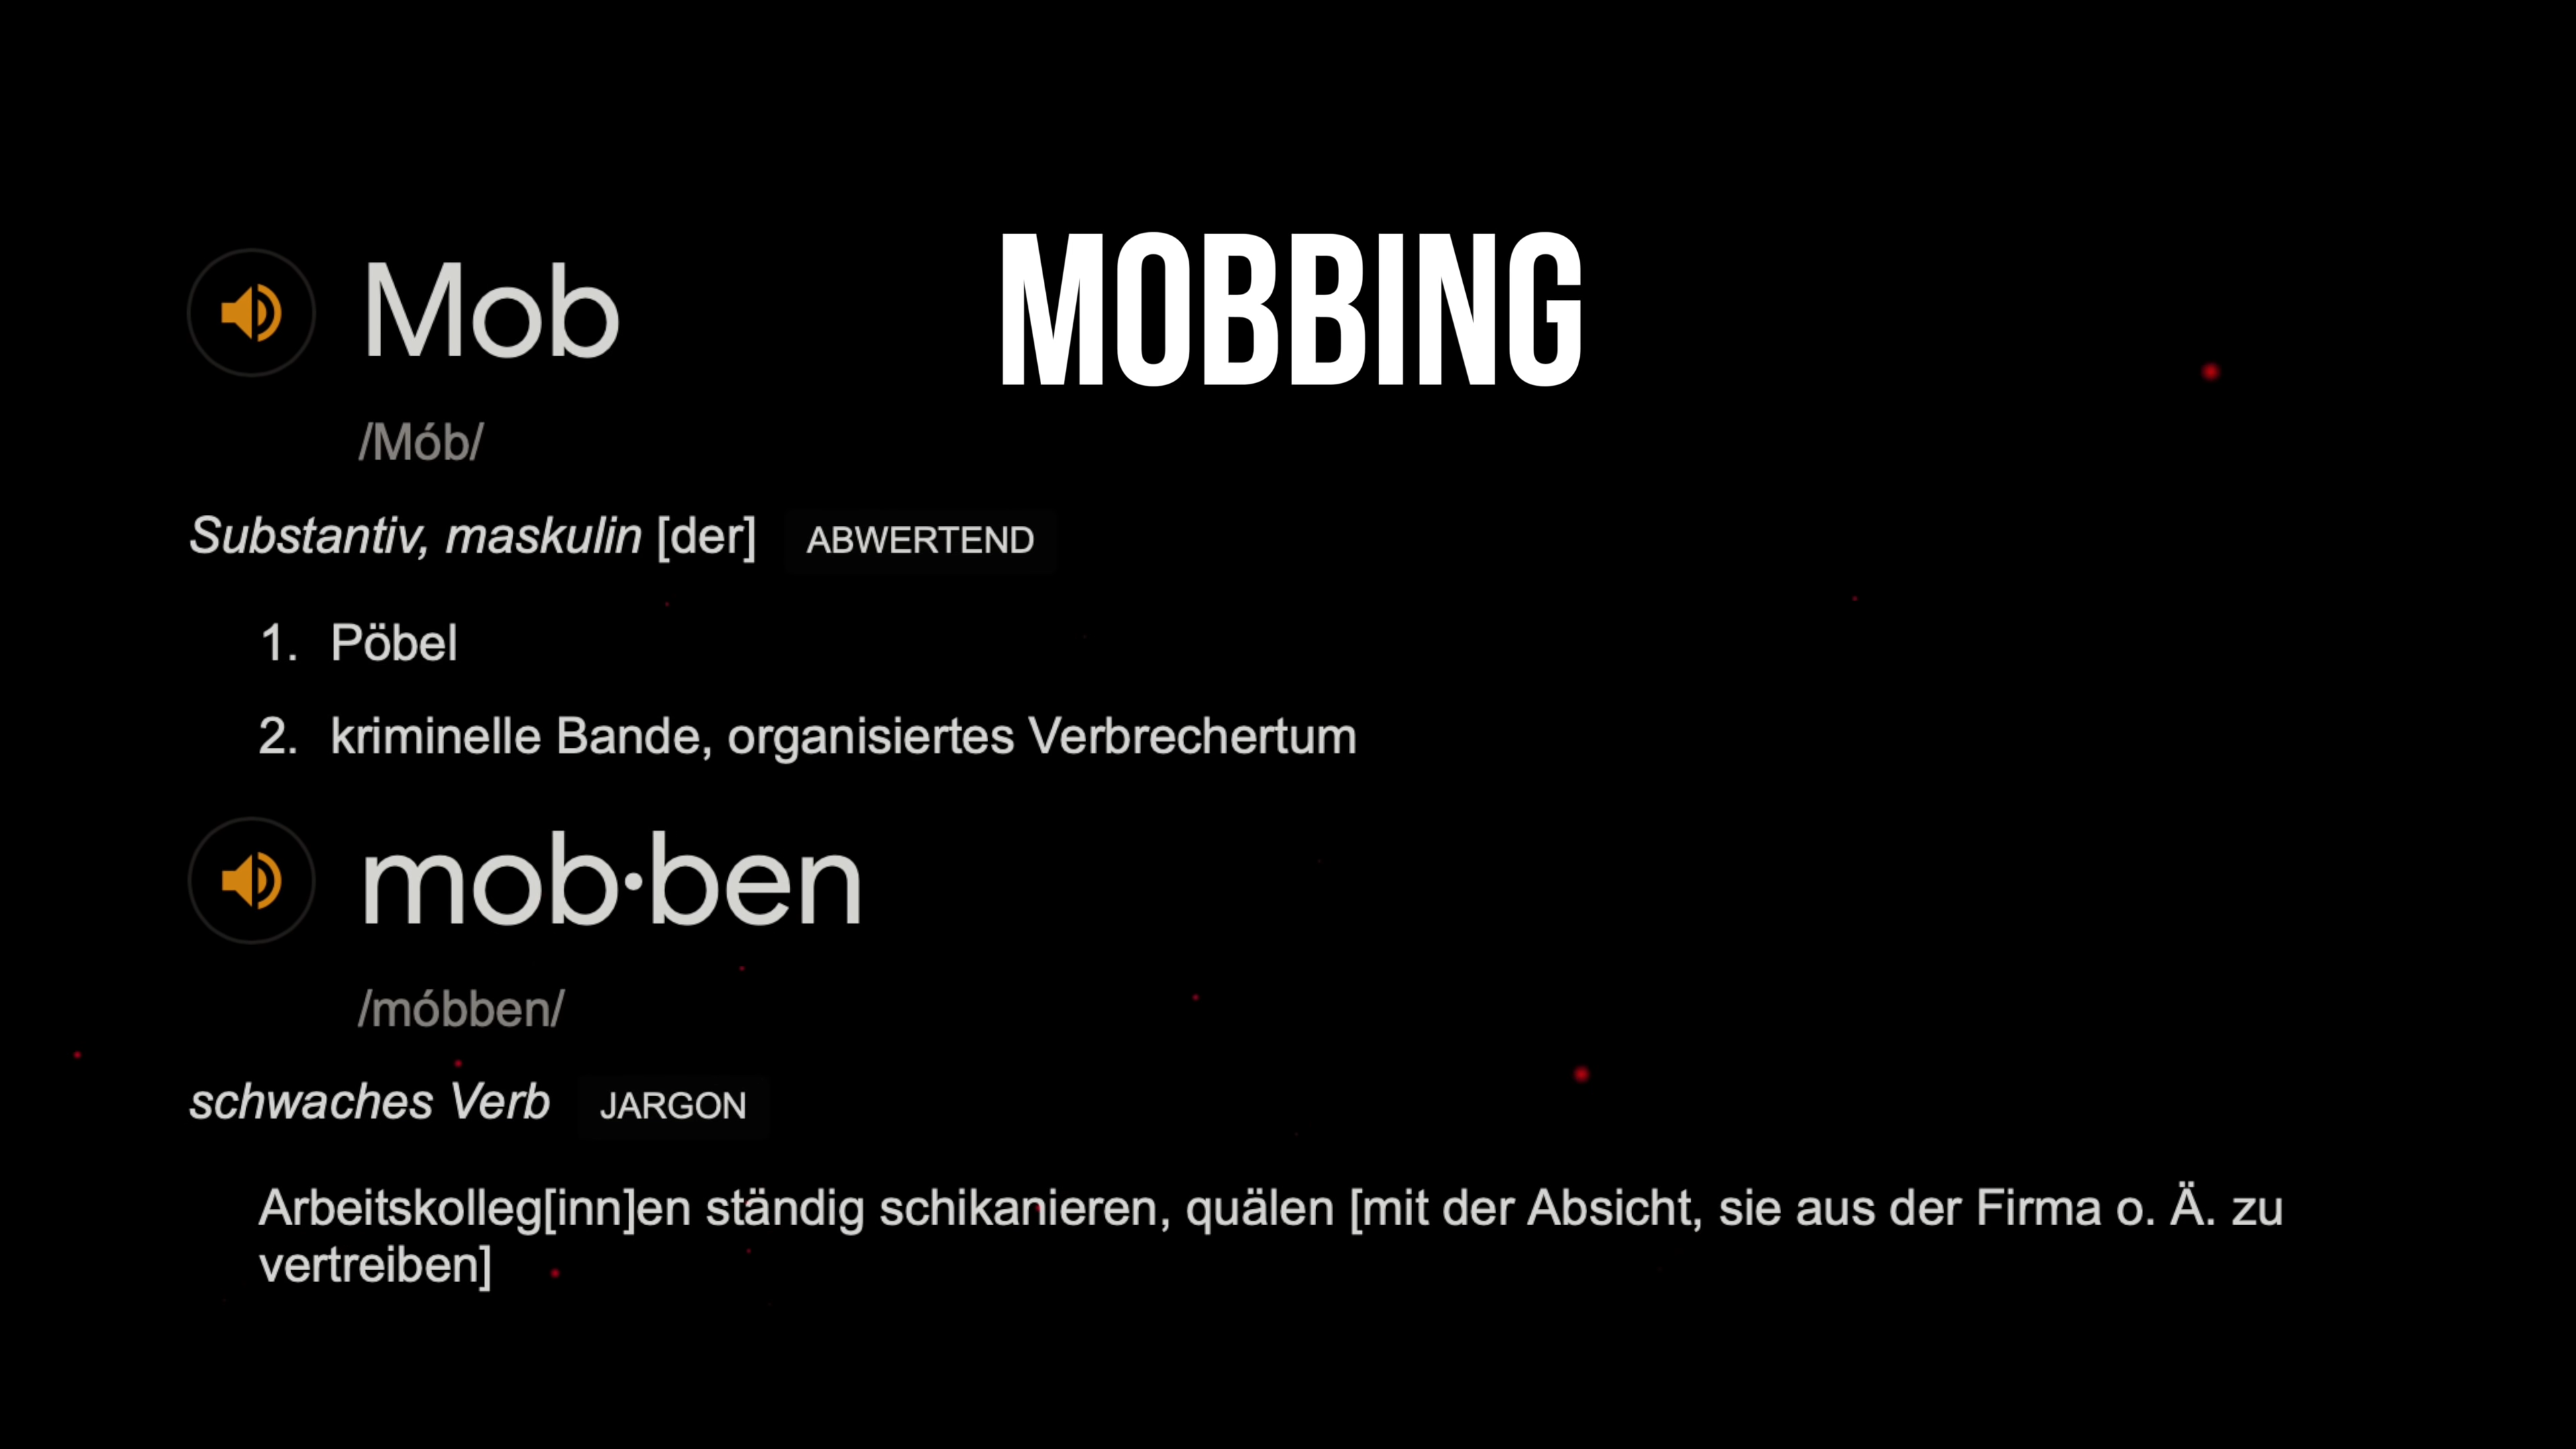 Mob
MOBBING
/Mób/
Substantiv, maskulin [der] ABWERTEND
1. Pöbel
2. kriminelle Bande, organisiertes Verbrechertum
mob·ben
/móbben/
schwaches Verb JARGON
Arbeitskolleg[inn]en ständig schikanieren, quälen [mit der Absicht, sie aus der Firma o. Ä. zu
vertreiben]